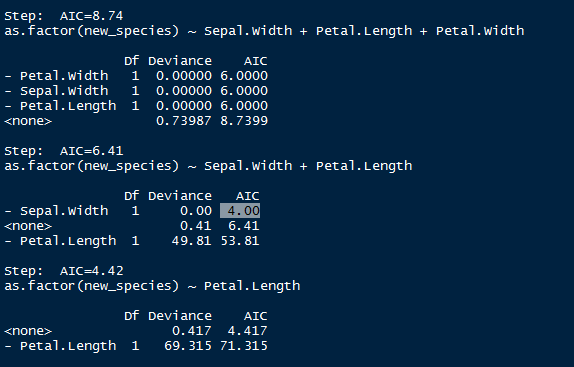 Step:  AIC=8.74
as.factor(new_species) ~ Sepal.Width + Petal.Length + Petal.Width

               Df Deviance    AIC
- Petal.Width   1  0.00000 6.0000
- Sepal.Width   1  0.00000 6.0000
- Petal.Length  1  0.00000 6.0000
<none>             0.73987 8.7399

Step:  AIC=6.41
as.factor(new_species) ~ Sepal.Width + Petal.Length

               Df Deviance   AIC
- Sepal.Width   1     0.00  4.00
<none>                0.41  6.41
- Petal.Length  1    49.81 53.81

Step:  AIC=4.42
as.factor(new_species) ~ Petal.Length

               Df Deviance    AIC
<none>               0.417  4.417
- Petal.Length  1   69.315 71.315